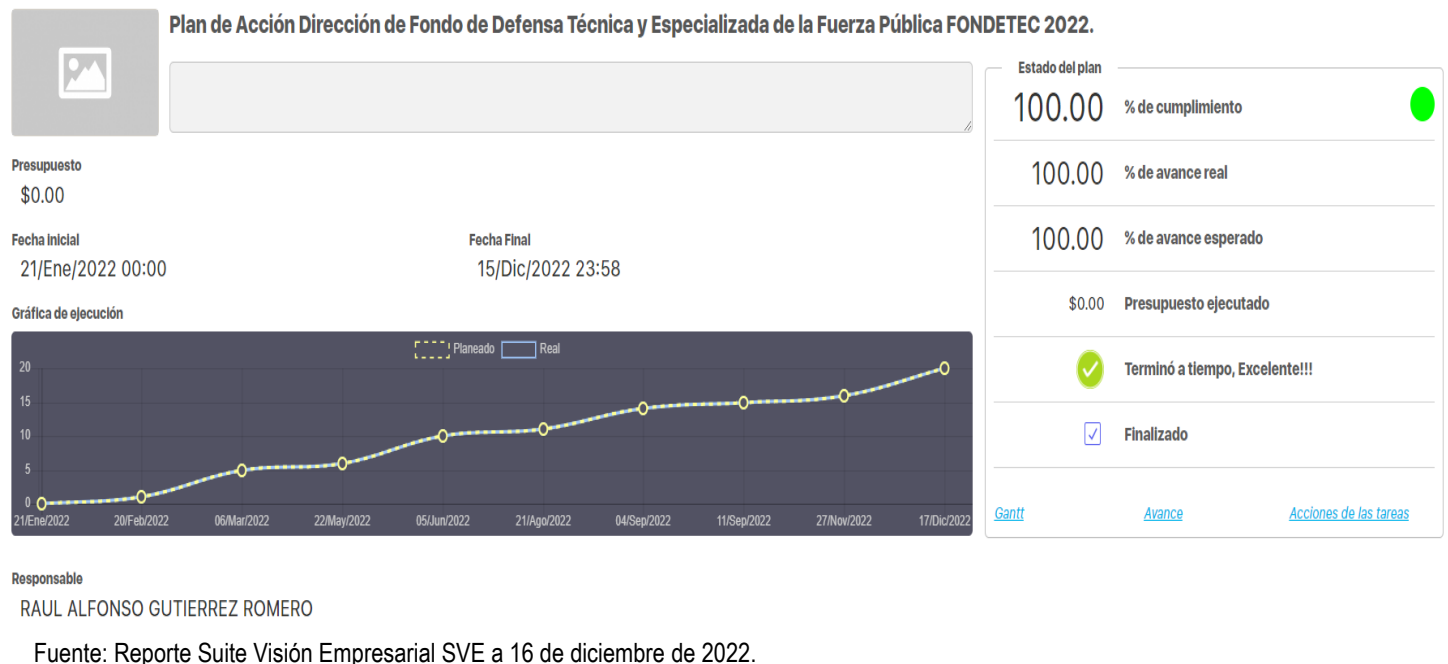 Plan de Acción Dirección de Fondo de Defensa Técnica y Especializada de la Fuerza Pública FONDETEC 2022.
Presupuesto
$0.00
Fecha Inicial
Fecha Final
21/Ene/2022 00:00
15/Dic/2022 23:58
Gráfica de ejecución
Planeado
Real
20
15
10
5
0
21/Ene/2022
20/Feb/2022
06/Mar/2022
22/May/2022
05/Jun/2022
21/Ago/2022
04/Sep/2022
11/Sep/2022
27/Nov/2022
17/Dic/2022
Estado del plan
100.00 % de cumplimiento
100.00 % de avance real
100.00 % de avance esperado
$0.00 Presupuesto ejecutado
Terminó a tiempo, Excelente!!!
Finalizado
Gantt
Avance
Acciones de las tareas
Responsable
RAUL ALFONSO GUTIERREZ ROMERO
Fuente: Reporte Suite Visión Empresarial SVE a 16 de diciembre de 2022.